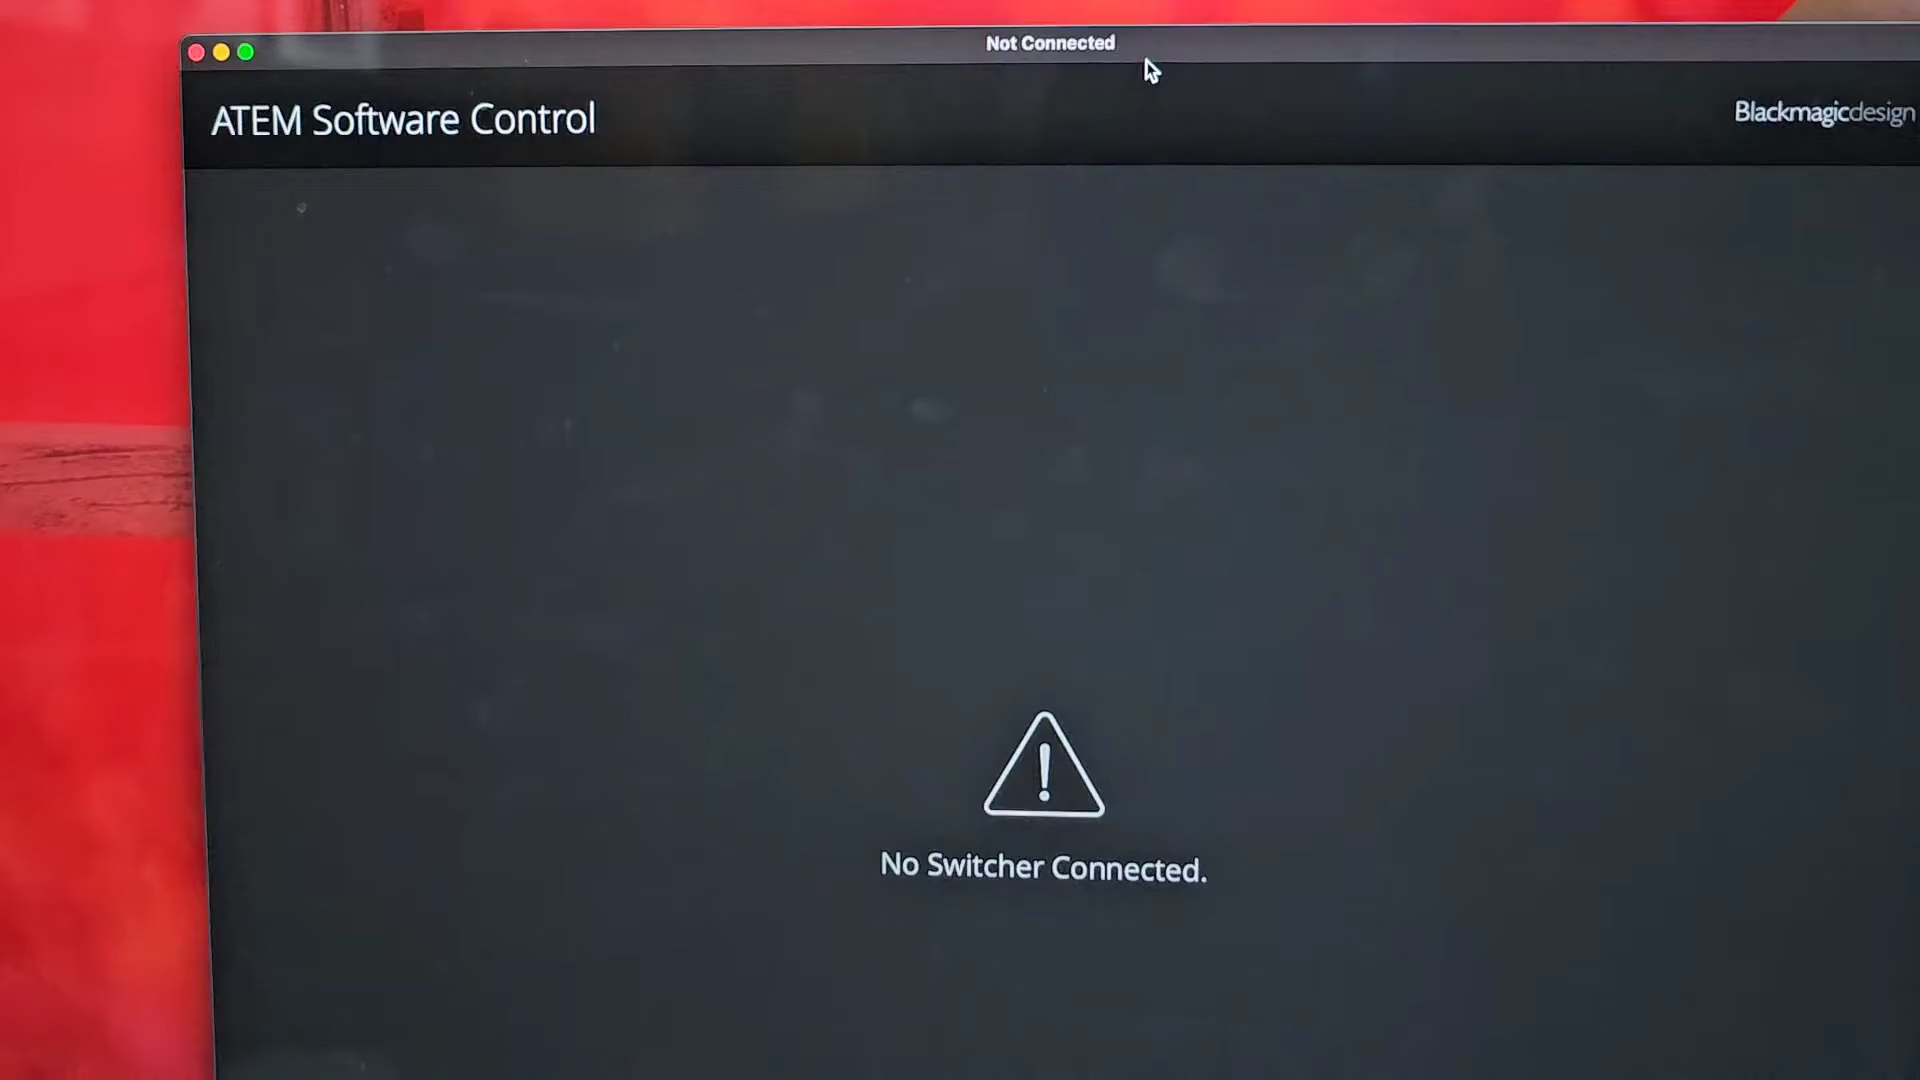 Not Connected
ATEM Software Control
Blackmagicdesign
No Switcher Connected.